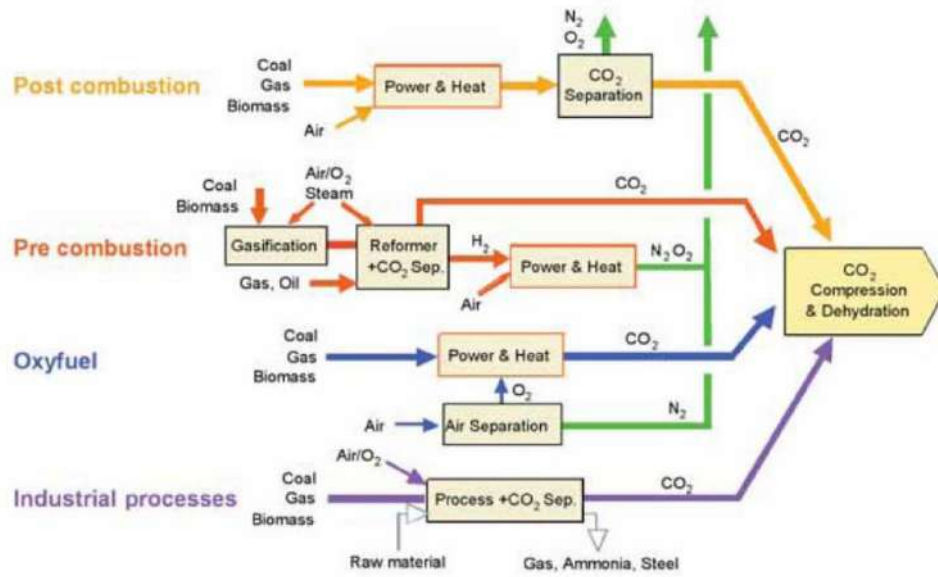 N₂
O₂
Post combustion
Coal
Gas
Biomass
Air
Power & Heat
CO₂
Separation
CO₂
Pre combustion
Coal
Biomass
Air/O₂
Steam
Gasification
Reformer
+CO₂ Sep.
Gas, Oil
H₂
Air
Power & Heat
N₂O₂
CO₂
CO₂
Compression
& Dehydration
Oxyfuel
Coal
Gas
Biomass
Power & Heat
CO₂
O₂
Air
Air Separation
N₂
Industrial processes
Coal
Gas
Biomass
Air/O₂
Process +CO₂ Sep.
CO₂
Raw material
Gas, Ammonia, Steel